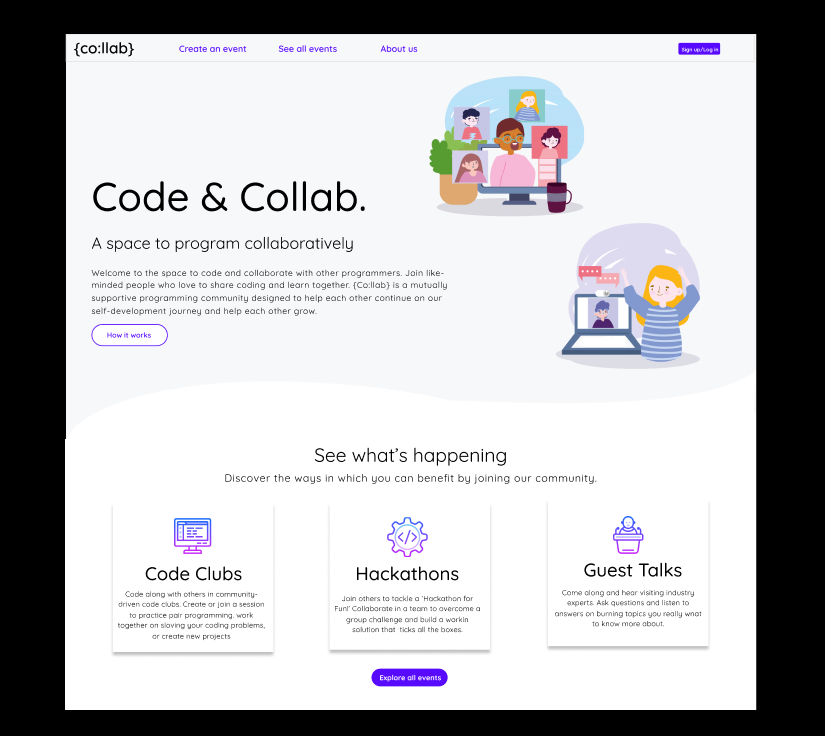 {co:llab}
Create an event
See all events
About us
Sign up/Log in
Code & Collab.
A space to program collaboratively
Welcome to the space to code and collaborate with other programmers. Join like-
minded people who love to share coding and learn together. {Co:llab} is a mutually
supportive programming community designed to help each other continue on our
self-development journey and help each other grow.
How it works
See what's happening
Discover the ways in which you can benefit by joining our community.
Code Clubs
Code along with others in community-
driven code clubs. Create or join a session
to practice pair programming, work
together on sloving your coding problems,
or create new projects
Hackathons
Join others to tackle a 'Hackathon for
Fun!' Collaborate in a team to overcome a
group challenge and build a workin
solution that ticks all the boxes.
Guest Talks
Come along and hear visiting industry
experts. Ask questions and listen to
answers on burning topics you really wnat
to know more about.
Explore all events